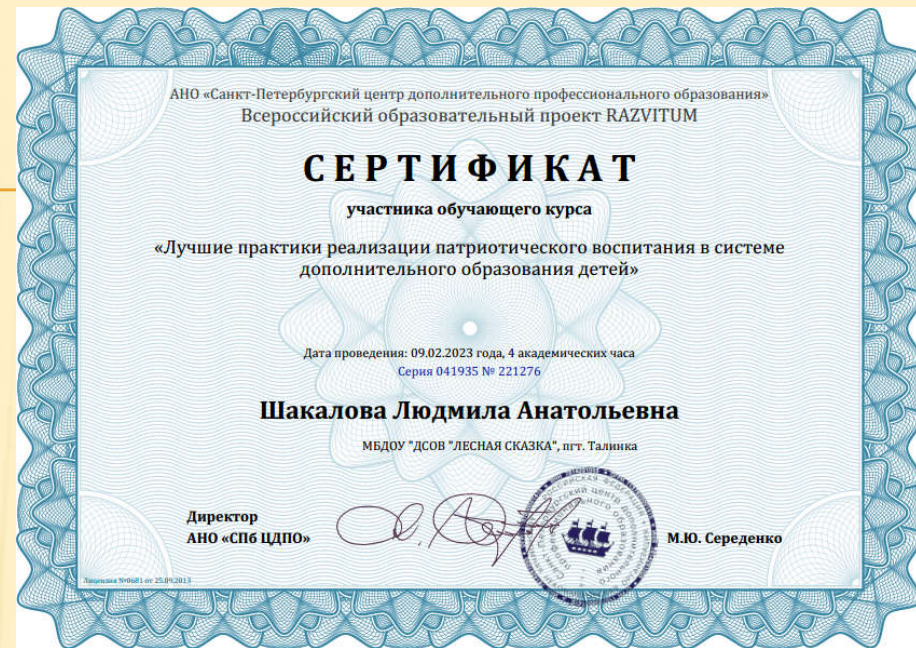 АНО «Санкт-Петербургский центр дополнительного профессионального образования»
Всероссийский образовательный проект RAZVITUM
СЕРТИФИКАТ
участника обучающего курса
«Лучшие практики реализации патриотического воспитания в системе
дополнительного образования детей»
Дата проведения: 09.02.2023 года, 4 академических часа
Серия 041935 № 221276
Шакалова Людмила Анатольевна
МБДОУ "ДСОВ "ЛЕСНАЯ СКАЗКА", пгт. Талинка
Директор
АНО «СПб ЦДПО»
М.Ю. Середенко
Лицензия №0681 от 25.09.2013